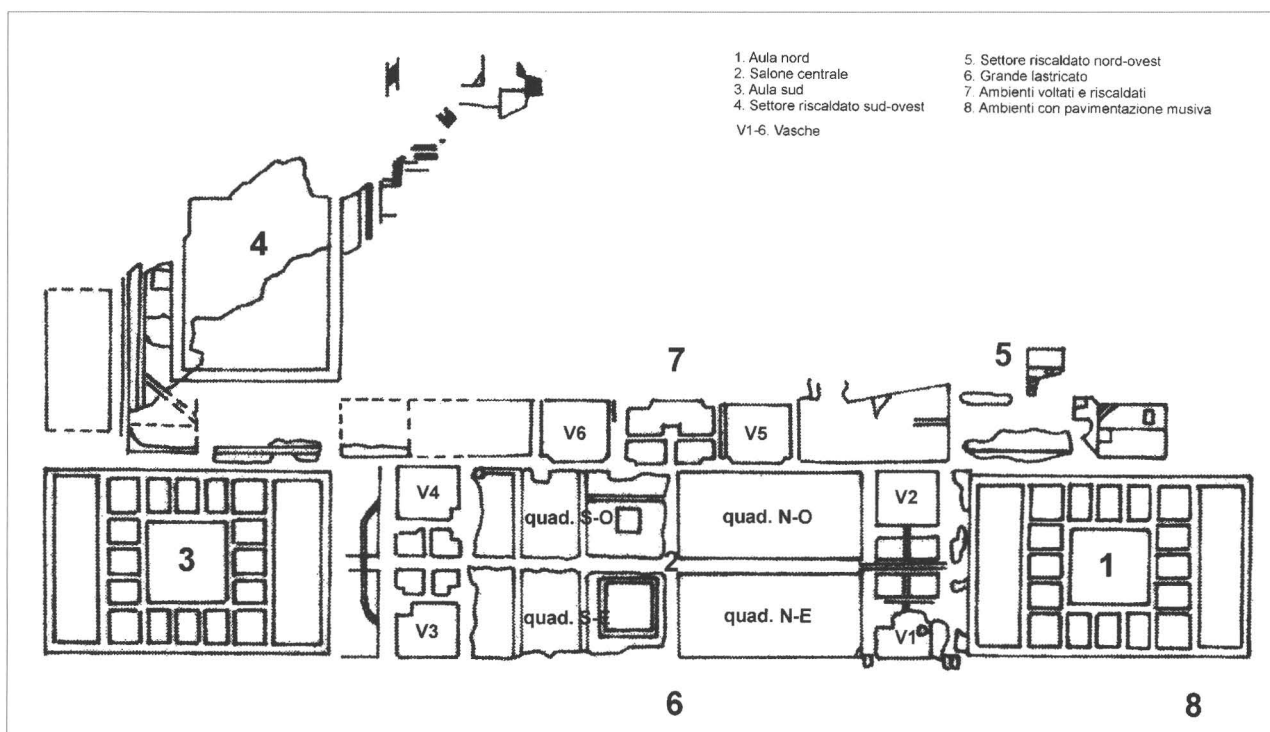 1. Aula nord
2. Salone centrale
3. Aula sud
4. Settore riscaldato sud-ovest
V1-6. Vasche
5. Settore riscaldato nord-ovest
6. Grande lastricato
7. Ambienti voltati e riscaldati
8. Ambienti con pavimentazione musiva
4
7
5
V6
V5
V4
quad. S-O
quad. N-O
V2
3
2
1
V3
quad. S-E
quad. N-E
V1
6
8